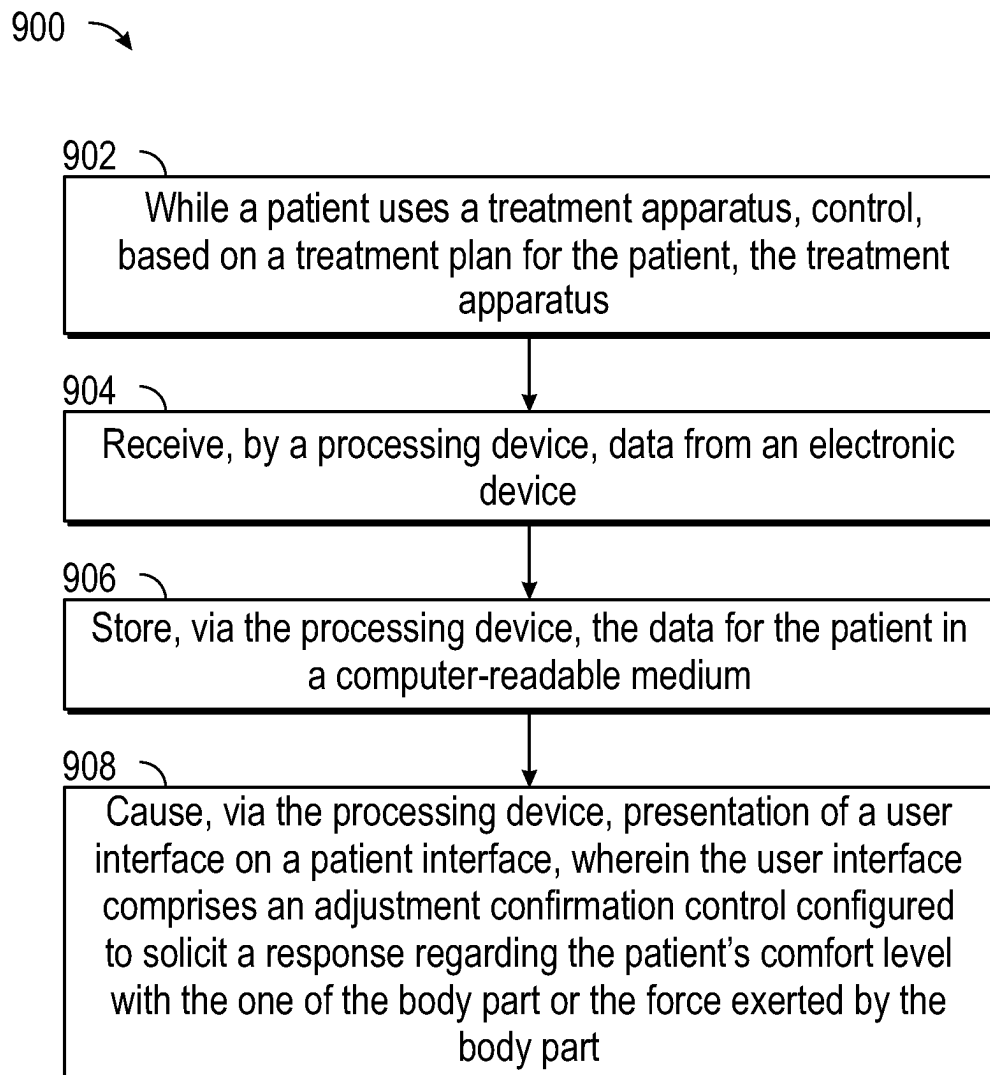 900
902
While a patient uses a treatment apparatus, control,
based on a treatment plan for the patient, the treatment
apparatus
904
Receive, by a processing device, data from an electronic
device
906
Store, via the processing device, the data for the patient in
a computer-readable medium
908
Cause, via the processing device, presentation of a user
interface on a patient interface, wherein the user interface
comprises an adjustment confirmation control configured
to solicit a response regarding the patient's comfort level
with the one of the body part or the force exerted by the
body part